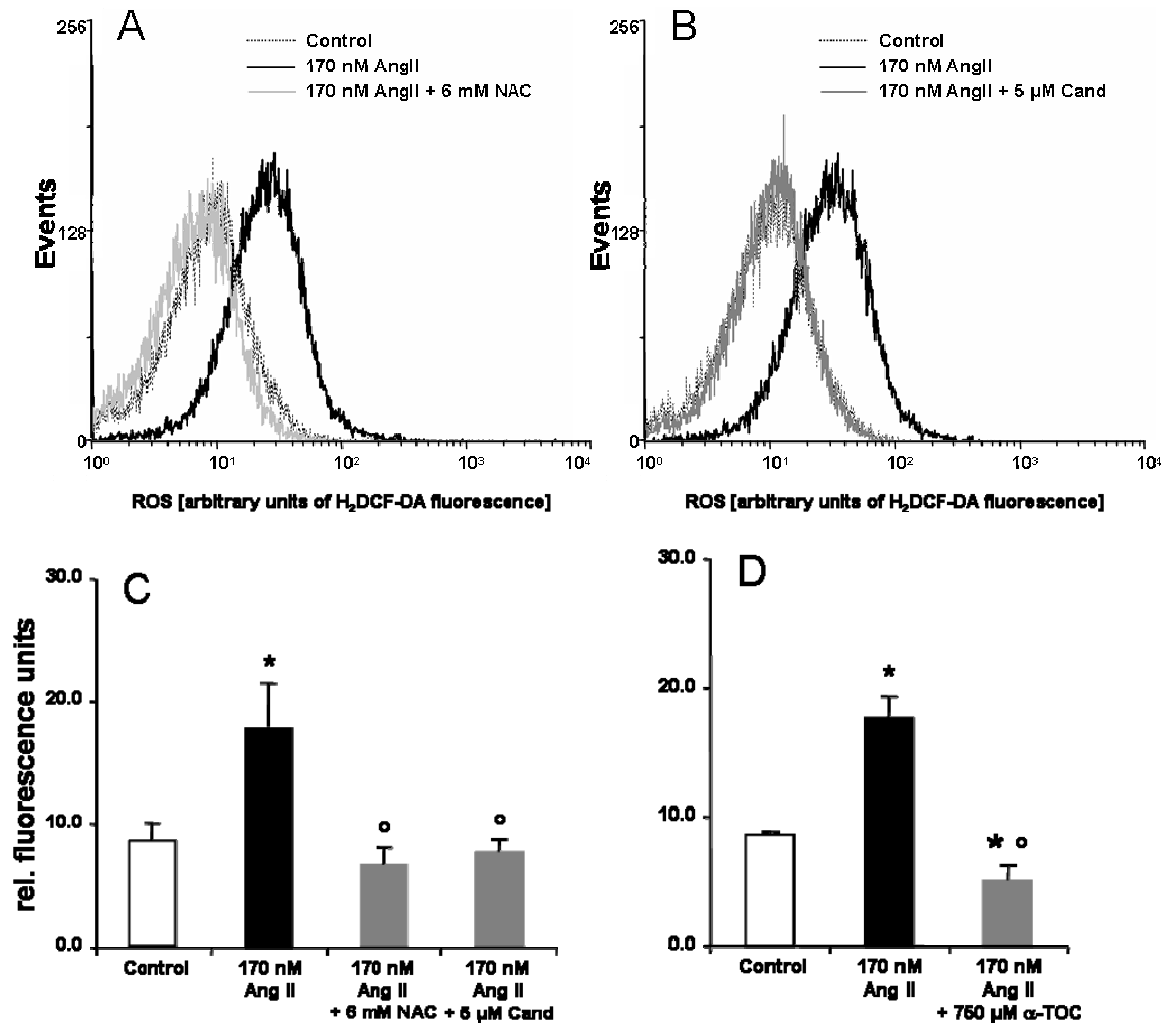 A
256
128
0
Events
Control
170 nM AngII
170 nM AngII + 6 mM NAC
10⁰ 10¹ 10² 10³ 10⁴
ROS [arbitrary units of H₂DCF-DA fluorescence]
B
256
128
0
Events
Control
170 nM AngII
170 nM AngII + 5 µM Cand
10⁰ 10¹ 10² 10³ 10⁴
ROS [arbitrary units of H₂DCF-DA fluorescence]
C
rel. fluorescence units
30.0
20.0
10.0
0.0
*
o
o
Control
170 nM
Ang II
170 nM
Ang II
+ 6 mM NAC
170 nM
Ang II
+ 5 µM Cand
D
30.0
20.0
10.0
0.0
*
* o
Control
170 nM
Ang II
170 nM
Ang II
+ 750 µM α-TOC